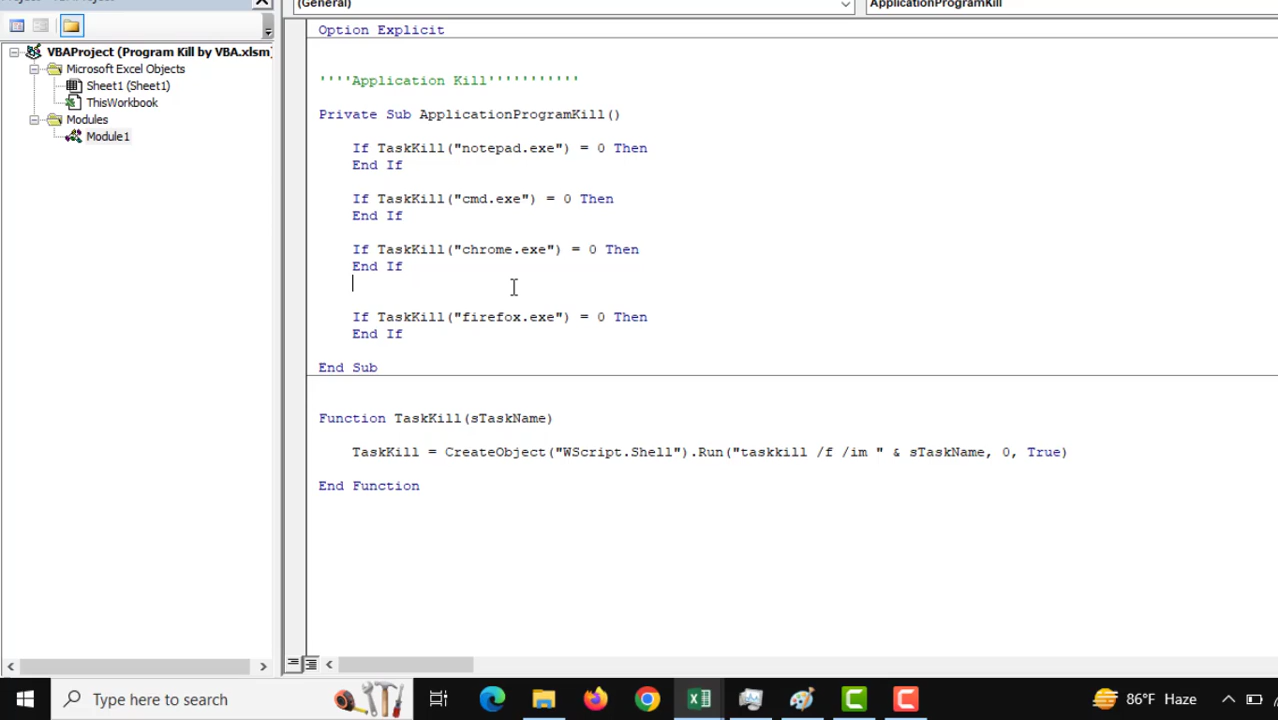 (General)
ApplicationProgramKill
VBAProject (Program Kill by VBA.xlsm)
Microsoft Excel Objects
Sheet1 (Sheet1)
ThisWorkbook
Modules
Module1
Option Explicit
''''Application Kill'''''''''''
Private Sub ApplicationProgramKill()
If TaskKill("notepad.exe") = 0 Then
End If
If TaskKill("cmd.exe") = 0 Then
End If
If TaskKill("chrome.exe") = 0 Then
End If
If TaskKill("firefox.exe") = 0 Then
End If
End Sub
Function TaskKill(sTaskName)
TaskKill = CreateObject("WScript.Shell").Run("taskkill /f /im " & sTaskName, 0, True)
End Function
Type here to search
86°F Haze